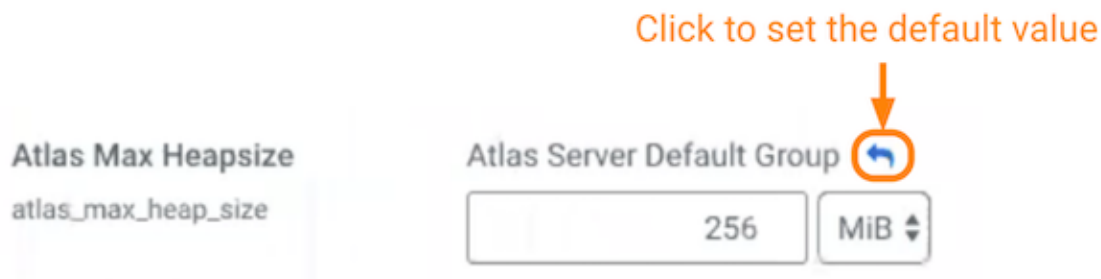 Click to set the default value
Atlas Max Heapsize
Atlas Server Default Group
atlas_max_heap_size
256
MiB